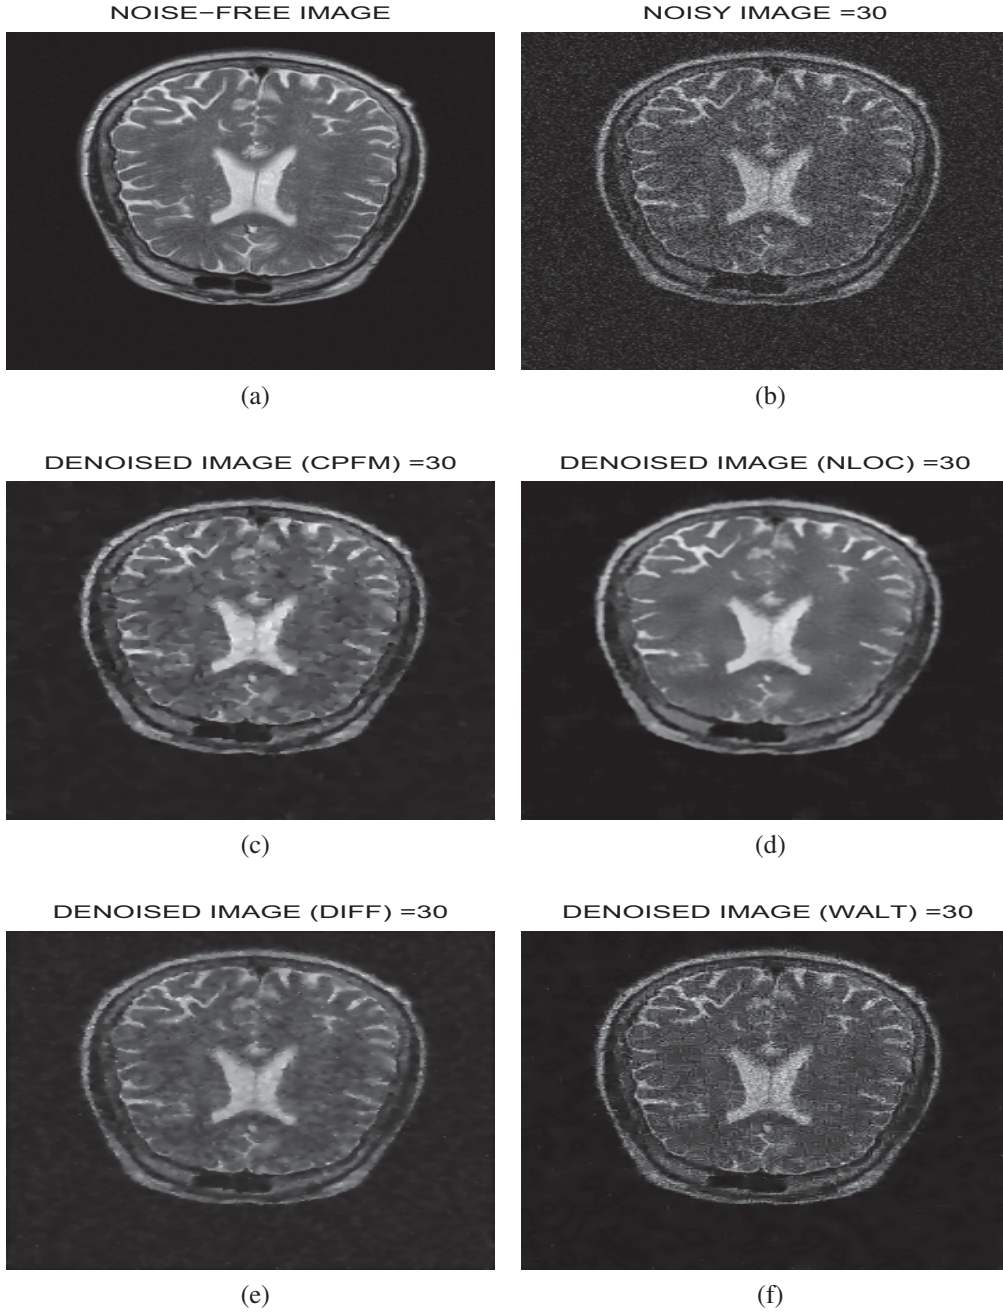 NOISE−FREE IMAGE
NOISY IMAGE =30
(a)
(b)
DENOISED IMAGE (CPFM) =30
DENOISED IMAGE (NLOC) =30
(c)
(d)
DENOISED IMAGE (DIFF) =30
DENOISED IMAGE (WALT) =30
(e)
(f)